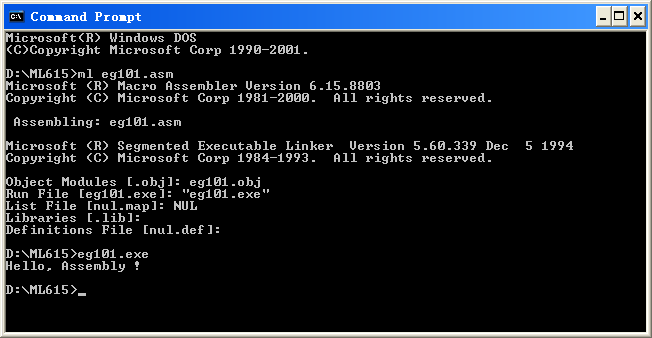 Command Prompt
Microsoft(R) Windows DOS
(C)Copyright Microsoft Corp 1990-2001.
D:\ML615>ml eg101.asm
Microsoft (R) Macro Assembler Version 6.15.8803
Copyright (C) Microsoft Corp 1981-2000.  All rights reserved.
Assembling: eg101.asm
Microsoft (R) Segmented Executable Linker  Version 5.60.339 Dec  5 1994
Copyright (C) Microsoft Corp 1984-1993.  All rights reserved.
Object Modules [.obj]: eg101.obj
Run File [eg101.exe]: "eg101.exe"
List File [nul.map]: NUL
Libraries [.lib]:
Definitions File [nul.def]:
D:\ML615>eg101.exe
Hello, Assembly !
D:\ML615>_